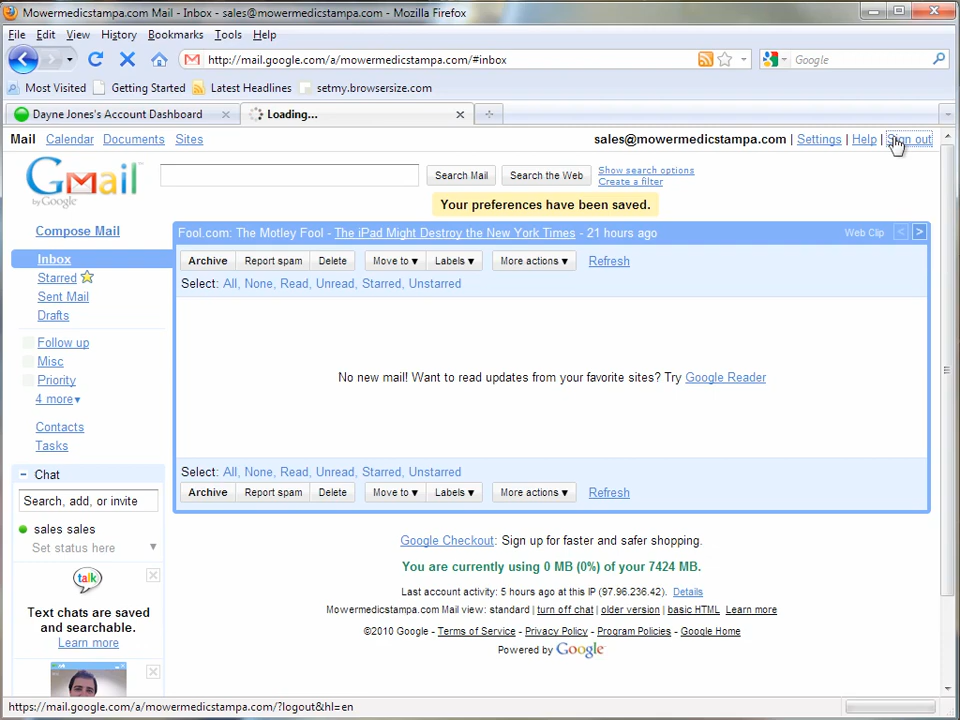 Mowermedicstampa.com Mail - Inbox - sales@mowermedicstampa.com - Mozilla Firefox
File Edit View History Bookmarks Tools Help
http://mail.google.com/a/mowermedicstampa.com/#inbox
Google
Most Visited Getting Started Latest Headlines setmy.browsersize.com
Dayne Jones's Account Dashboard
Loading...
Mail Calendar Documents Sites
sales@mowermedicstampa.com | Settings | Help | Sign out
Gmail
by Google
Search Mail
Search the Web
Show search options
Create a filter
Your preferences have been saved.
Compose Mail
Inbox
Starred
Sent Mail
Drafts
Follow up
Misc
Priority
4 more▾
Contacts
Tasks
Chat
Search, add, or invite
sales sales
Set status here
talk
Text chats are saved
and searchable.
Learn more
Fool.com: The Motley Fool - The iPad Might Destroy the New York Times - 21 hours ago
Web Clip < >
Archive Report spam Delete Move to ▾ Labels ▾ More actions ▾ Refresh
Select: All, None, Read, Unread, Starred, Unstarred
No new mail! Want to read updates from your favorite sites? Try Google Reader
Select: All, None, Read, Unread, Starred, Unstarred
Archive Report spam Delete Move to ▾ Labels ▾ More actions ▾ Refresh
Google Checkout: Sign up for faster and safer shopping.
You are currently using 0 MB (0%) of your 7424 MB.
Last account activity: 5 hours ago at this IP (97.96.236.42). Details
Mowermedicstampa.com Mail view: standard | turn off chat | older version | basic HTML Learn more
©2010 Google - Terms of Service - Privacy Policy - Program Policies - Google Home
Powered by Google
https://mail.google.com/a/mowermedicstampa.com/?logout&hl=en